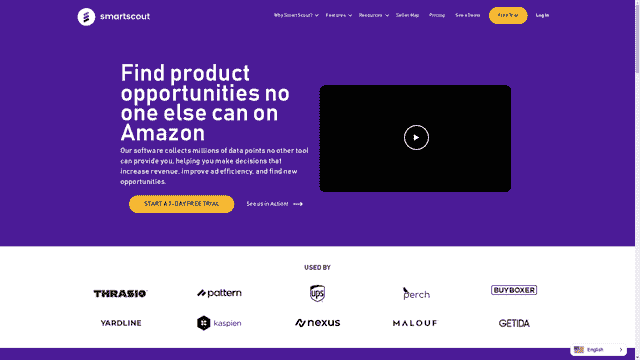 smartscout
Why SmartScout? Features Resources Seller Map Pricing See a Demo Free Trial Log In
Find product
opportunities no
one else can on
Amazon
Our software collects millions of data points no other tool
can provide you, helping you make decisions that
increase revenue, improve ad efficiency, and find new
opportunities.
START A 7-DAY FREE TRIAL See us in Action!
USED BY
THRASIO pattern ups perch BUYBOXER
YARDLINE kaspien nexus MALOUF GETIDA
English